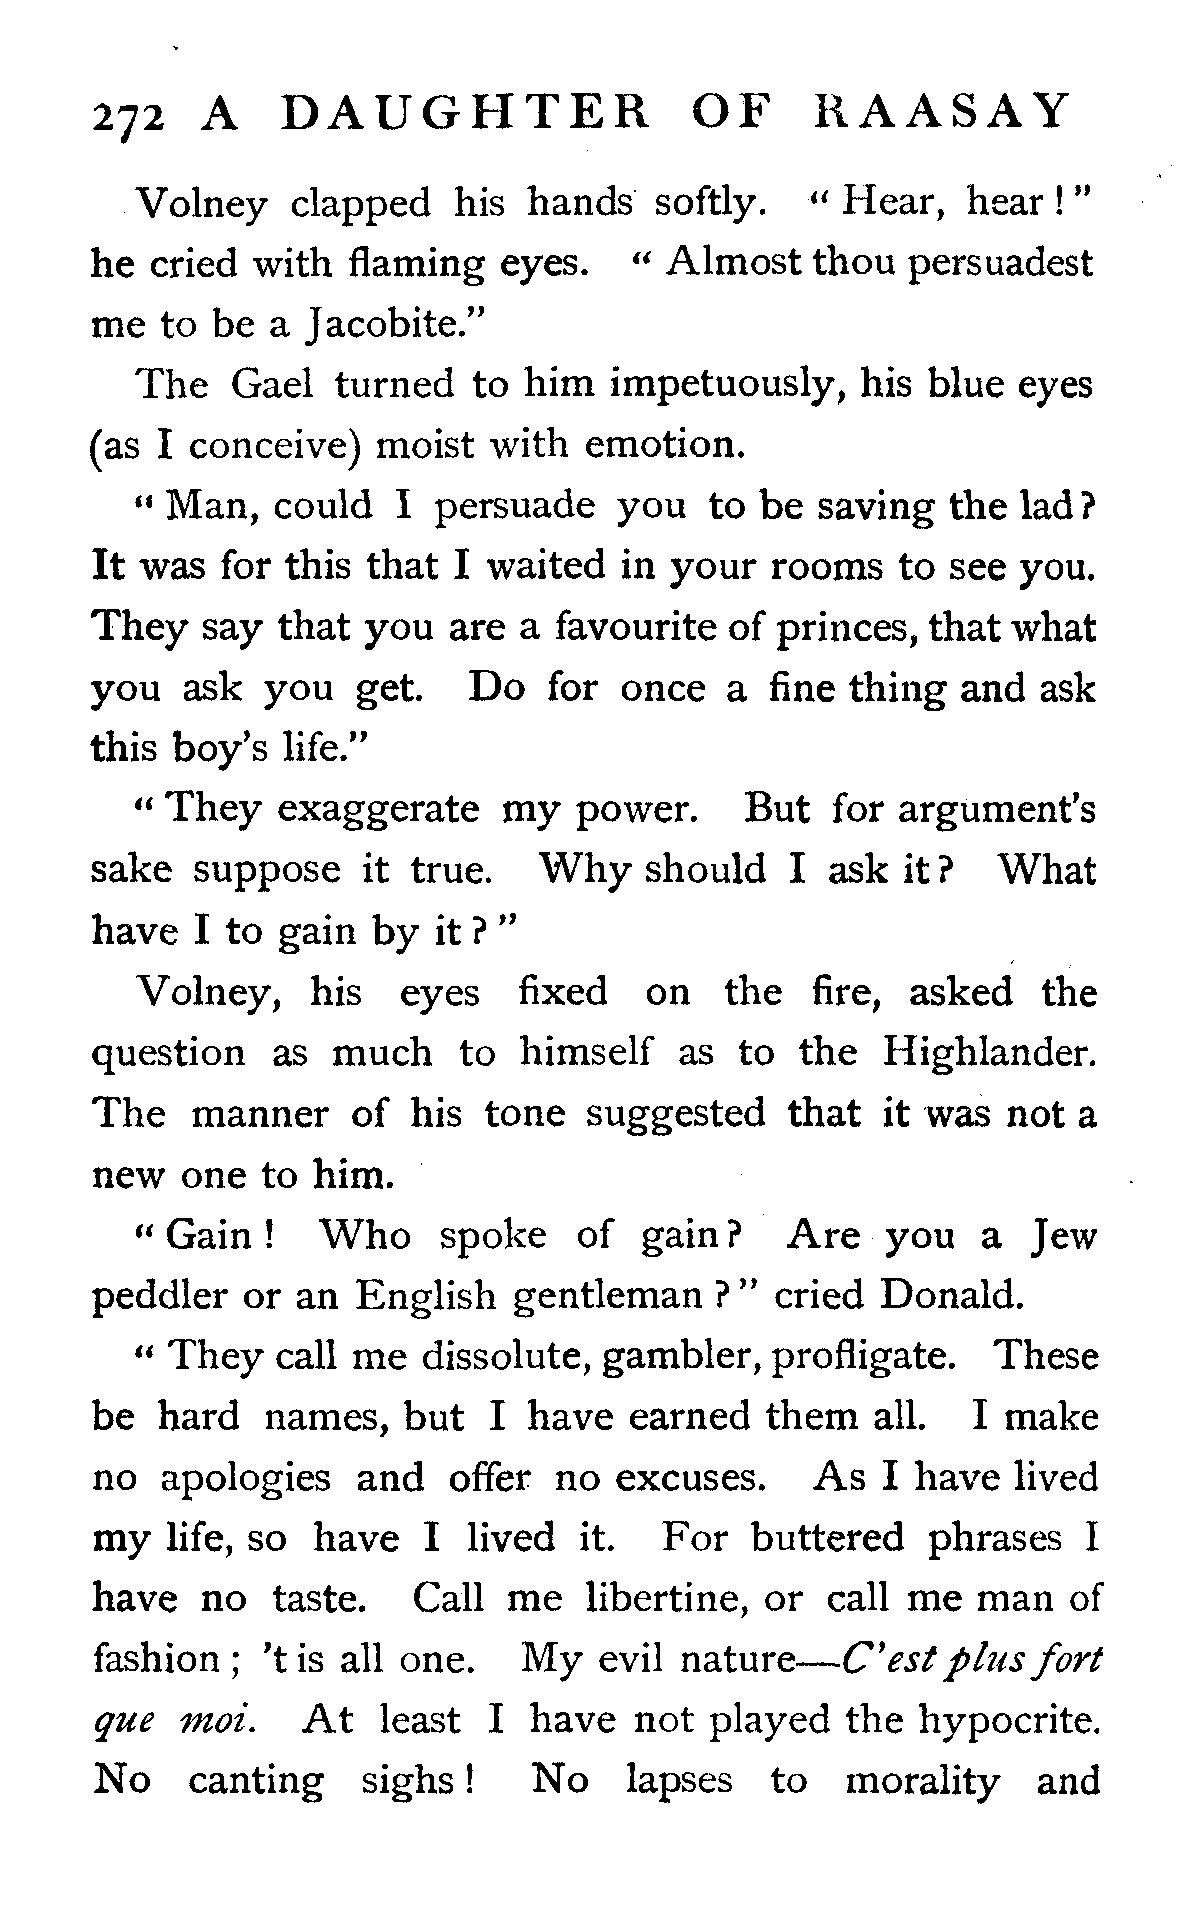 272 A DAUGHTER OF RAASAY
Volney clapped his hands softly. “ Hear, hear ! ”
he cried with flaming eyes. “ Almost thou persuadest
me to be a Jacobite.”
The Gael turned to him impetuously, his blue eyes
(as I conceive) moist with emotion.
“ Man, could I persuade you to be saving the lad ?
It was for this that I waited in your rooms to see you.
They say that you are a favourite of princes, that what
you ask you get. Do for once a fine thing and ask
this boy’s life.”
“ They exaggerate my power. But for argument’s
sake suppose it true. Why should I ask it ? What
have I to gain by it ? ”
Volney, his eyes fixed on the fire, asked the
question as much to himself as to the Highlander.
The manner of his tone suggested that it was not a
new one to him.
“ Gain ! Who spoke of gain ? Are you a Jew
peddler or an English gentleman ? ” cried Donald.
“ They call me dissolute, gambler, profligate. These
be hard names, but I have earned them all. I make
no apologies and offer no excuses. As I have lived
my life, so have I lived it. For buttered phrases I
have no taste. Call me libertine, or call me man of
fashion ; ’t is all one. My evil nature—C’est plus fort
que moi. At least I have not played the hypocrite.
No canting sighs ! No lapses to morality and